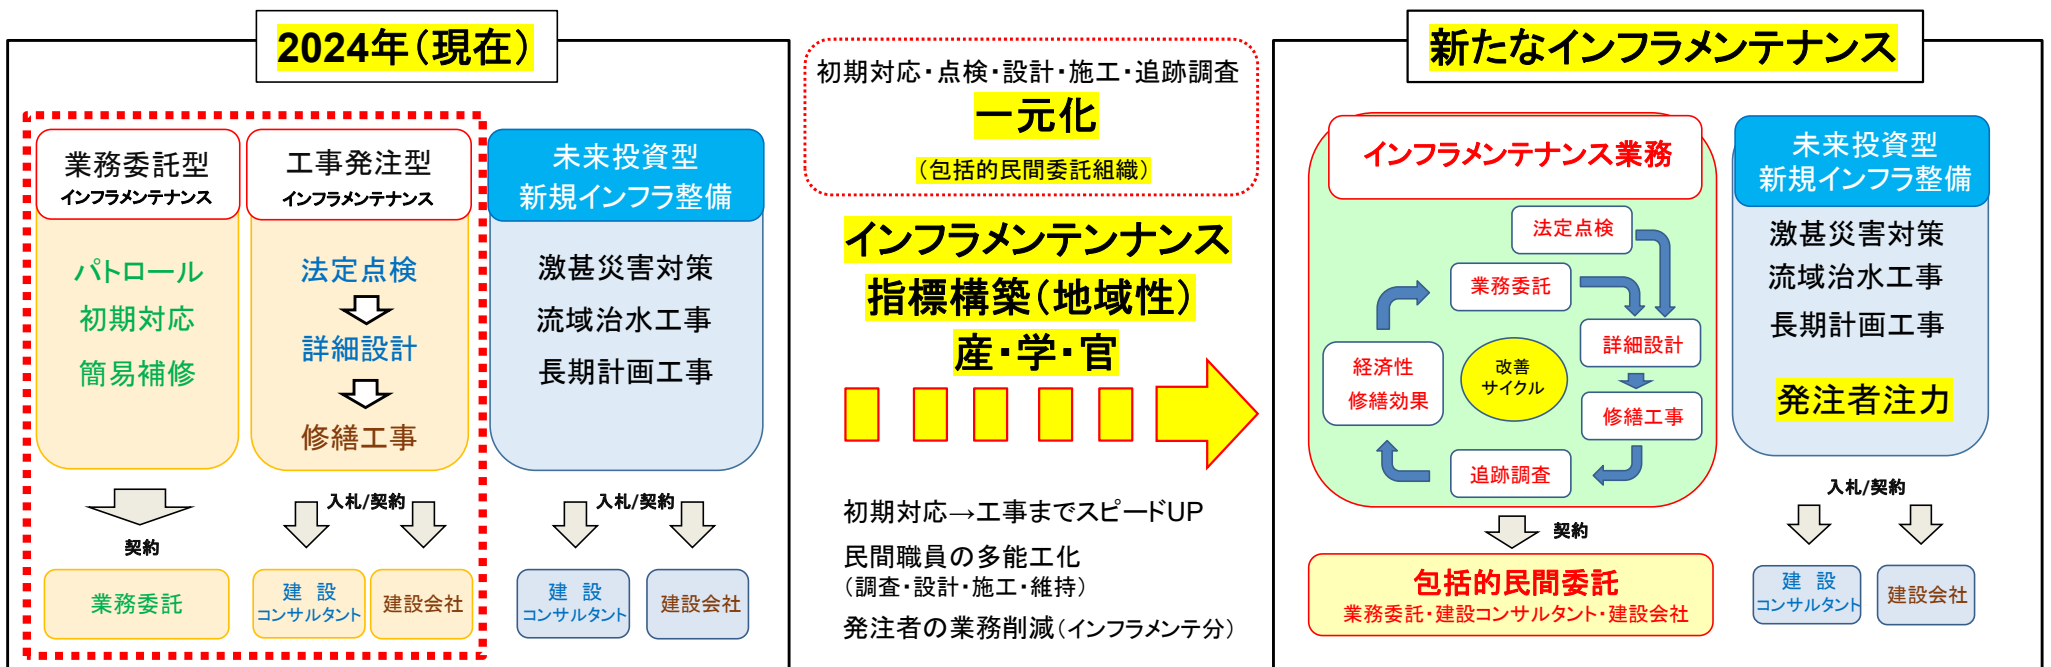 2024年（現在）
業務委託型
インフラメンテナンス
パトロール
初期対応
簡易補修
契約
業務委託
工事発注型
インフラメンテナンス
法定点検
詳細設計
修繕工事
入札/契約
建　設
コンサルタント
建設会社
未来投資型
新規インフラ整備
激甚災害対策
流域治水工事
長期計画工事
入札/契約
建　設
コンサルタント
建設会社
初期対応・点検・設計・施工・追跡調査
一元化
（包括的民間委託組織）
インフラメンテンナンス
指標構築（地域性）
産・学・官
初期対応→工事までスピードUP
民間職員の多能工化
（調査・設計・施工・維持）
発注者の業務削減（インフラメンテ分）
新たなインフラメンテナンス
インフラメンテナンス業務
法定点検
業務委託
詳細設計
経済性
修繕効果
改善
サイクル
修繕工事
追跡調査
契約
包括的民間委託
業務委託・建設コンサルタント・建設会社
未来投資型
新規インフラ整備
激甚災害対策
流域治水工事
長期計画工事
発注者注力
入札/契約
建　設
コンサルタント
建設会社